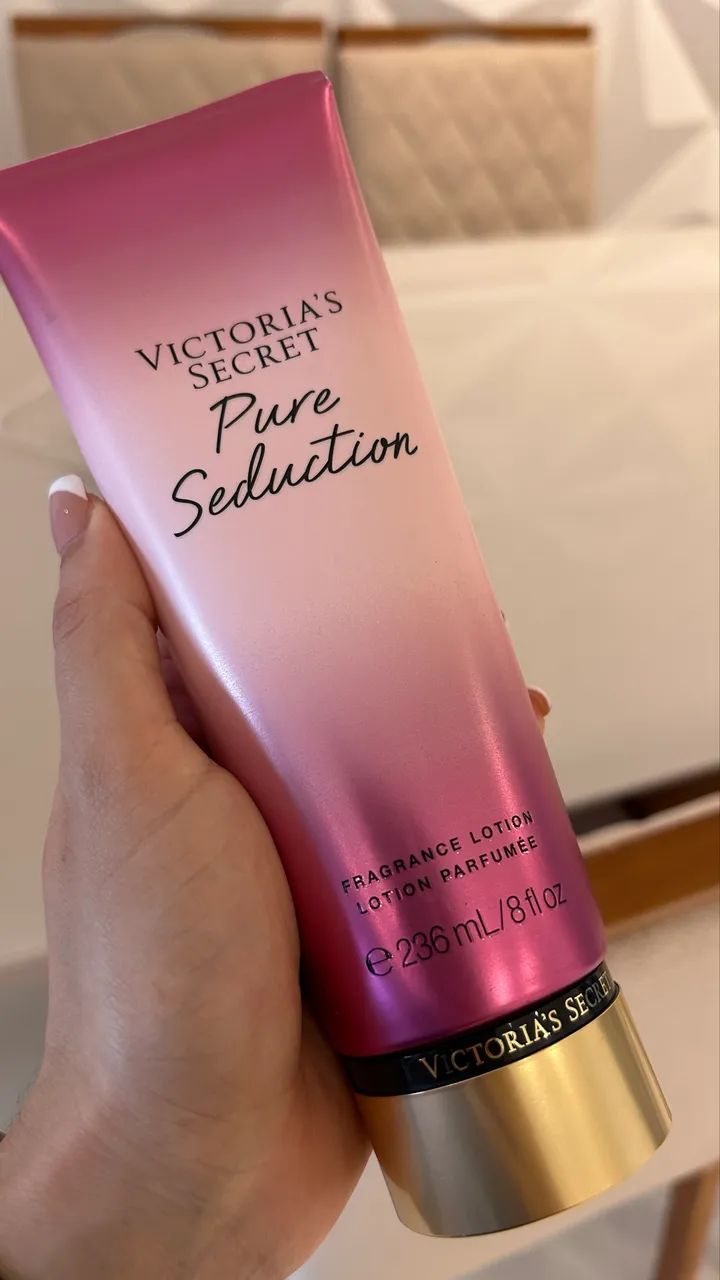 VICTORIA'S
SECRET
Pure
Seduction
FRAGRANCE LOTION
LOTION PARFUMÉE
℮ 236 mL/8 fl oz
VICTORIA'S SECRET